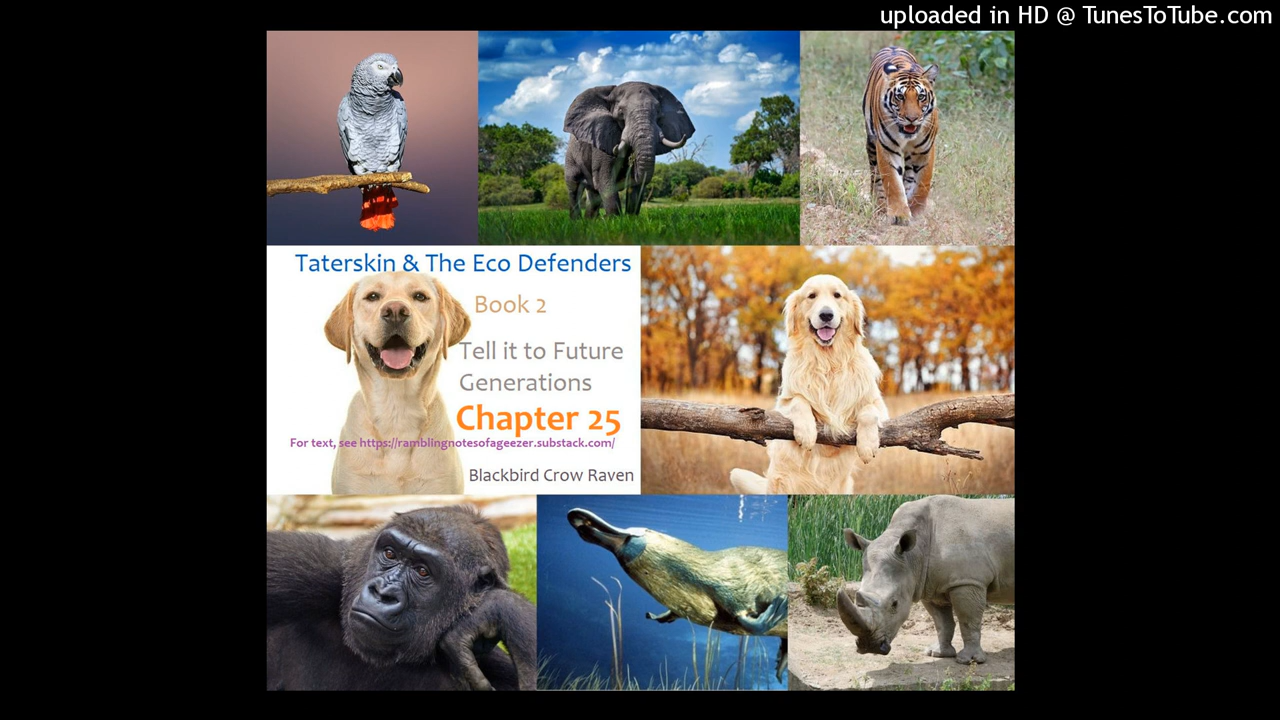 uploaded in HD @ TunesToTube.com
Taterskin & The Eco Defenders
Book 2
Tell it to Future
Generations
Chapter 25
For text, see https://ramblingnotesofageezer.substack.com/
Blackbird Crow Raven